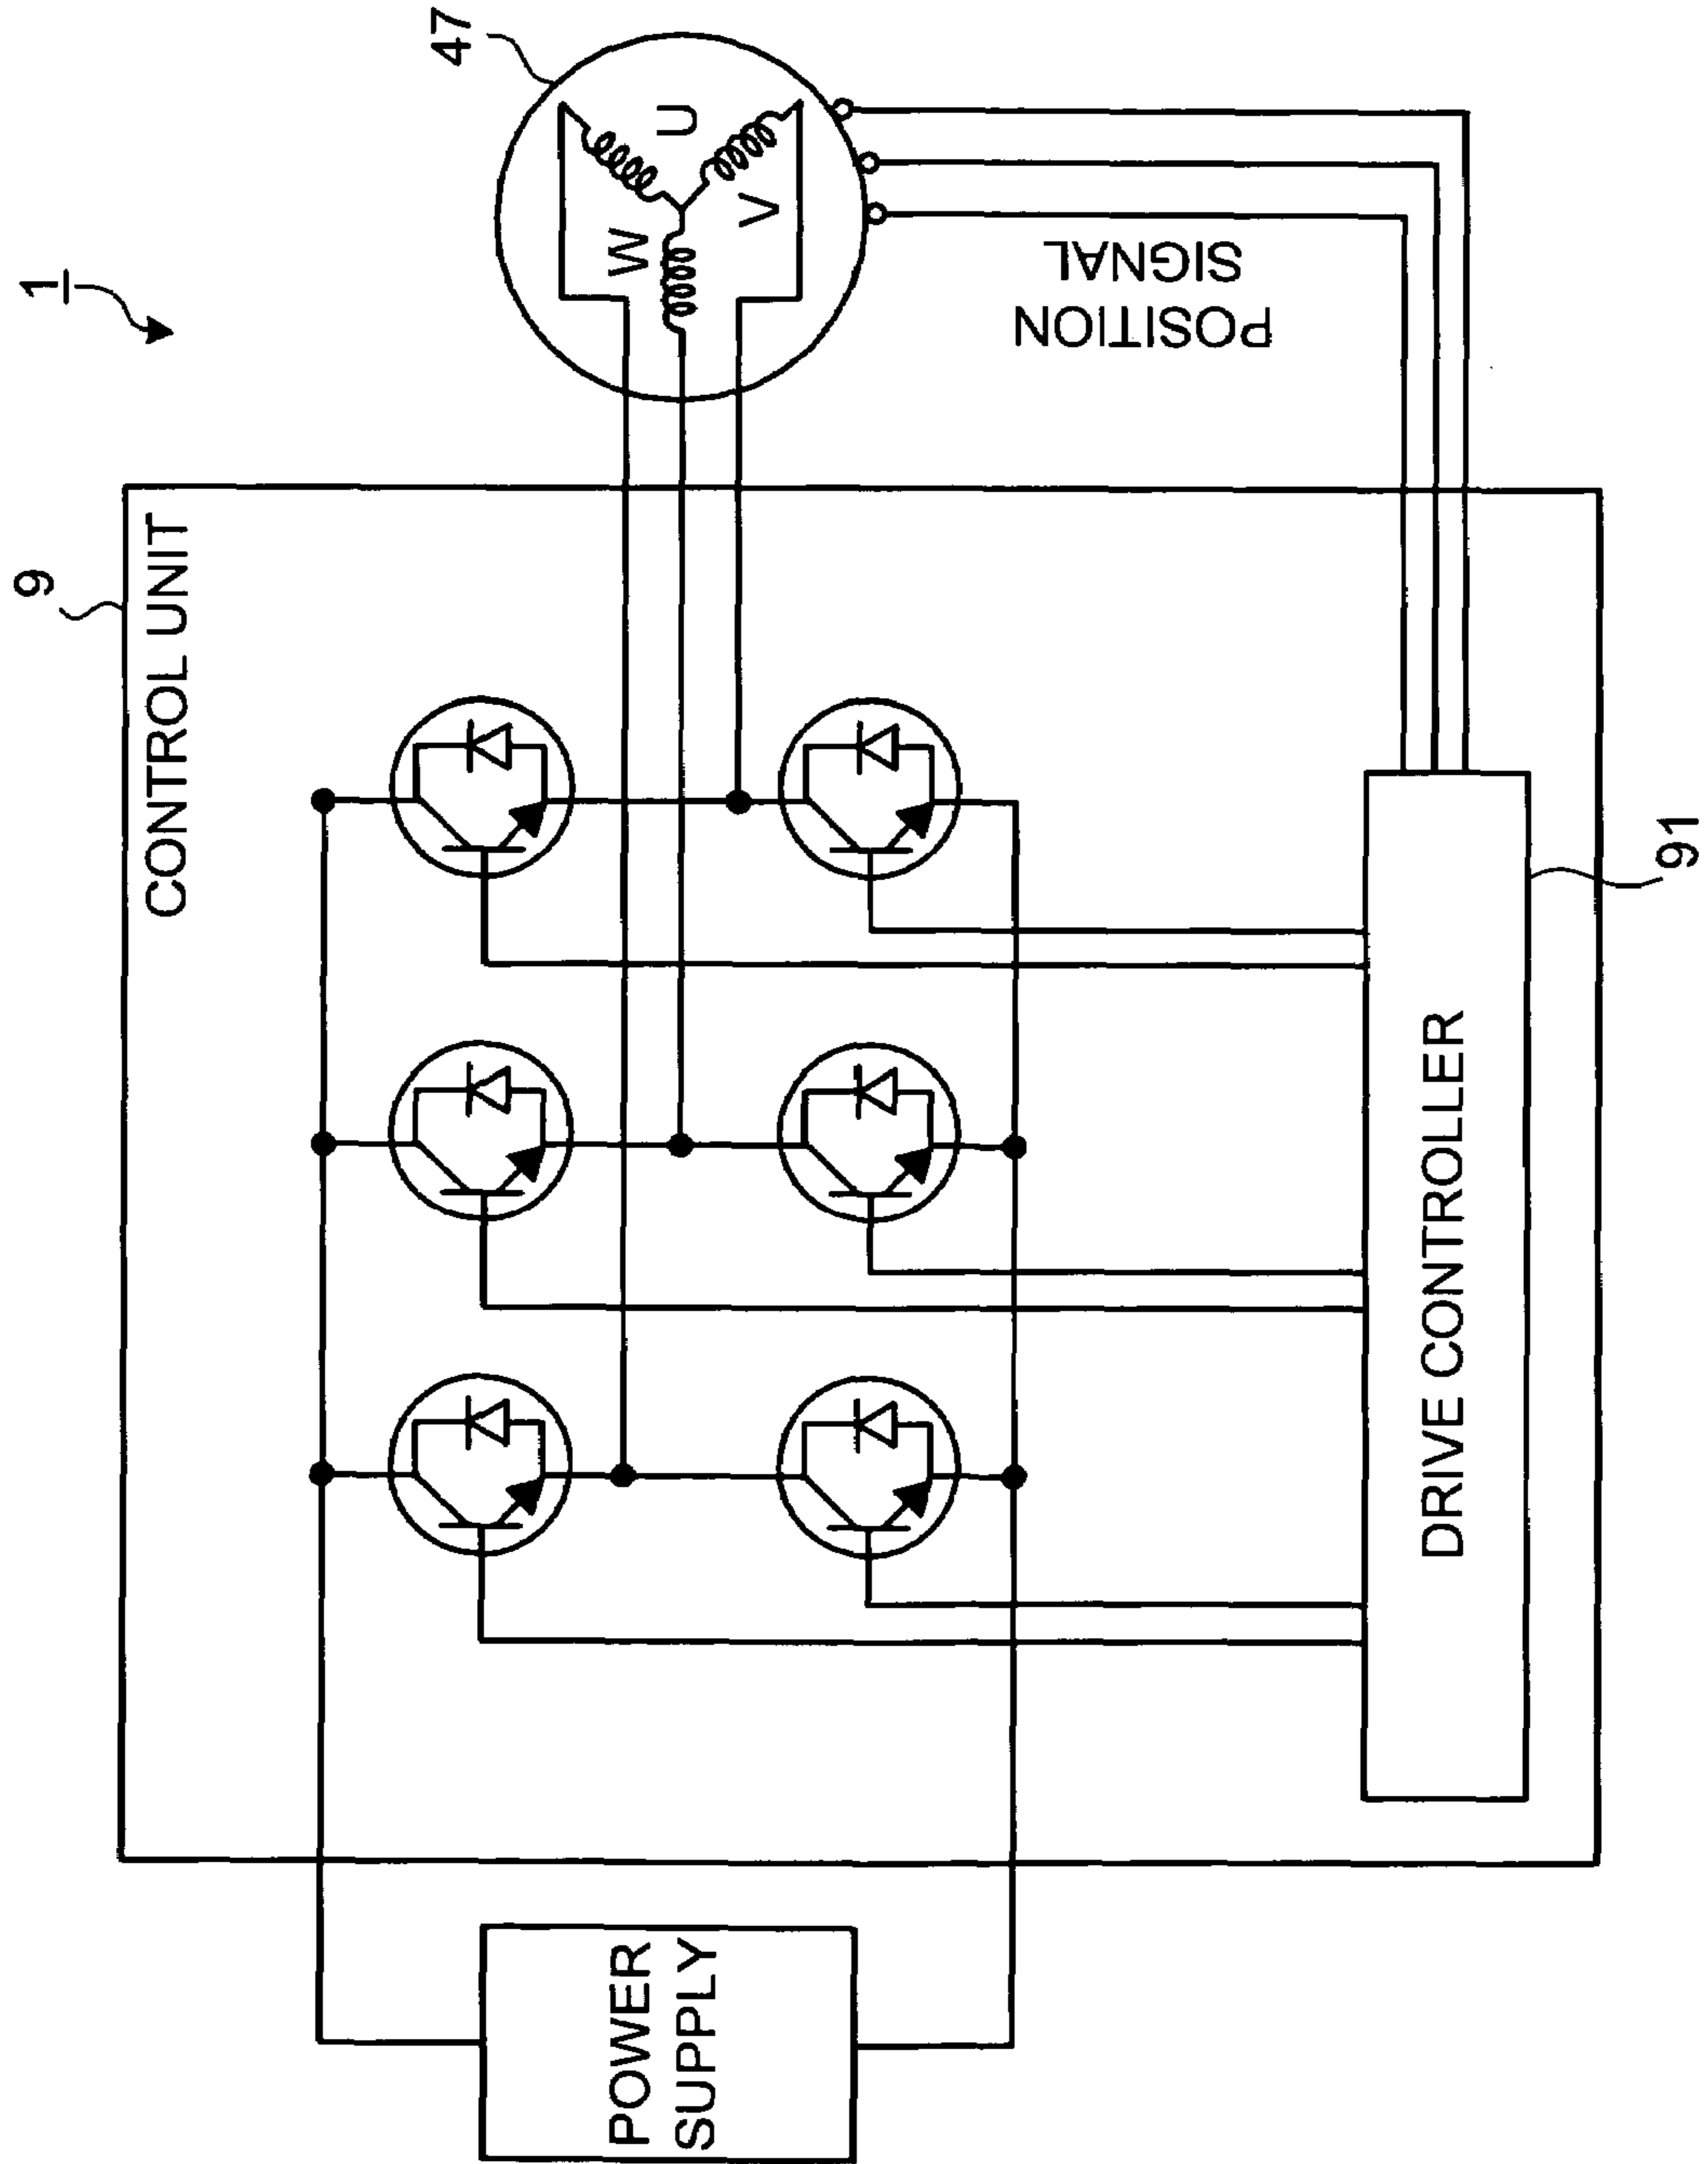 1
9
47
CONTROL UNIT
U
W
V
POSITION
SIGNAL
POWER
SUPPLY
DRIVE CONTROLLER
91